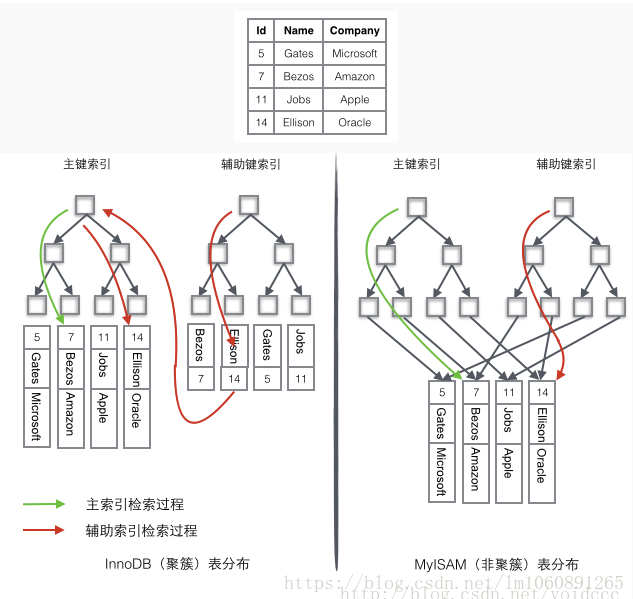 Id Name Company
5 Gates Microsoft
7 Bezos Amazon
11 Jobs Apple
14 Ellison Oracle
主键索引
辅助键索引
主键索引
辅助键索引
5 7 11 14
Gates Bezos Jobs Ellison
Microsoft Amazon Apple Oracle
Bezos Ellison Gates Jobs
7 14 5 11
5 7 11 14
Gates Bezos Jobs Ellison
Microsoft Amazon Apple Oracle
主索引检索过程
辅助索引检索过程
InnoDB（聚簇）表分布
MyISAM（非聚簇）表分布
https://blog.csdn.net/lm1060891265
http://blog.csdn.net/voidccc